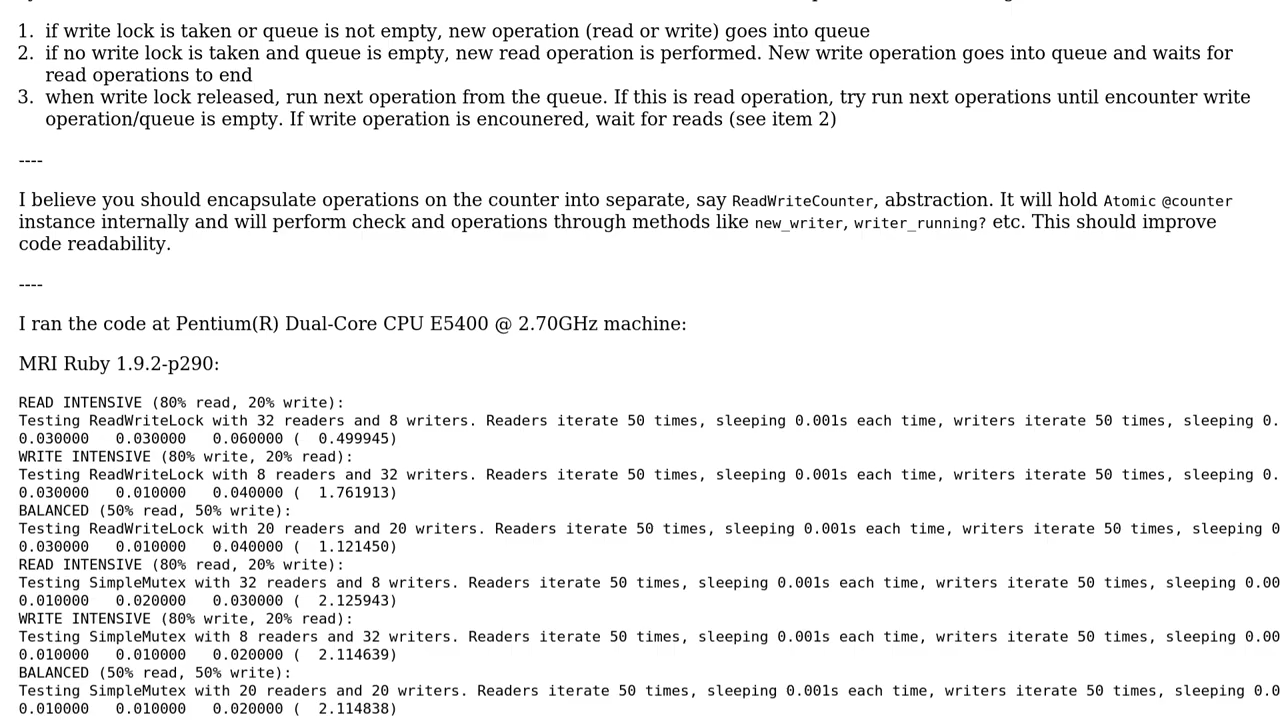 1. if write lock is taken or queue is not empty, new operation (read or write) goes into queue
2. if no write lock is taken and queue is empty, new read operation is performed. New write operation goes into queue and waits for
read operations to end
3. when write lock released, run next operation from the queue. If this is read operation, try run next operations until encounter write
operation/queue is empty. If write operation is encounered, wait for reads (see item 2)
----
I believe you should encapsulate operations on the counter into separate, say ReadWriteCounter, abstraction. It will hold Atomic @counter
instance internally and will perform check and operations through methods like new_writer, writer_running? etc. This should improve
code readability.
----
I ran the code at Pentium(R) Dual-Core CPU E5400 @ 2.70GHz machine:
MRI Ruby 1.9.2-p290:
READ INTENSIVE (80% read, 20% write):
Testing ReadWriteLock with 32 readers and 8 writers. Readers iterate 50 times, sleeping 0.001s each time, writers iterate 50 times, sleeping 0.
0.030000   0.030000   0.060000 (  0.499945)
WRITE INTENSIVE (80% write, 20% read):
Testing ReadWriteLock with 8 readers and 32 writers. Readers iterate 50 times, sleeping 0.001s each time, writers iterate 50 times, sleeping 0.
0.030000   0.010000   0.040000 (  1.761913)
BALANCED (50% read, 50% write):
Testing ReadWriteLock with 20 readers and 20 writers. Readers iterate 50 times, sleeping 0.001s each time, writers iterate 50 times, sleeping 0
0.030000   0.010000   0.040000 (  1.121450)
READ INTENSIVE (80% read, 20% write):
Testing SimpleMutex with 32 readers and 8 writers. Readers iterate 50 times, sleeping 0.001s each time, writers iterate 50 times, sleeping 0.00
0.010000   0.020000   0.030000 (  2.125943)
WRITE INTENSIVE (80% write, 20% read):
Testing SimpleMutex with 8 readers and 32 writers. Readers iterate 50 times, sleeping 0.001s each time, writers iterate 50 times, sleeping 0.00
0.010000   0.010000   0.020000 (  2.114639)
BALANCED (50% read, 50% write):
Testing SimpleMutex with 20 readers and 20 writers. Readers iterate 50 times, sleeping 0.001s each time, writers iterate 50 times, sleeping 0.0
0.010000   0.010000   0.020000 (  2.114838)